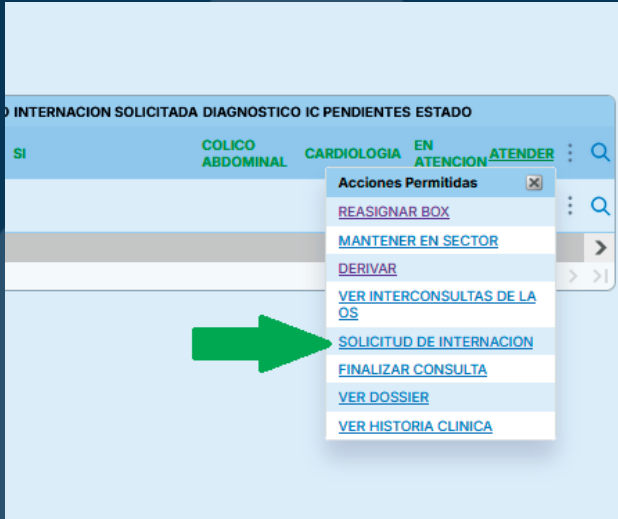 INTERNACION SOLICITADA DIAGNOSTICO IC PENDIENTES ESTADO
SI COLICO ABDOMINAL CARDIOLOGIA EN ATENCION ATENDER
Acciones Permitidas
REASIGNAR BOX
MANTENER EN SECTOR
DERIVAR
VER INTERCONSULTAS DE LA
OS
SOLICITUD DE INTERNACION
FINALIZAR CONSULTA
VER DOSSIER
VER HISTORIA CLINICA